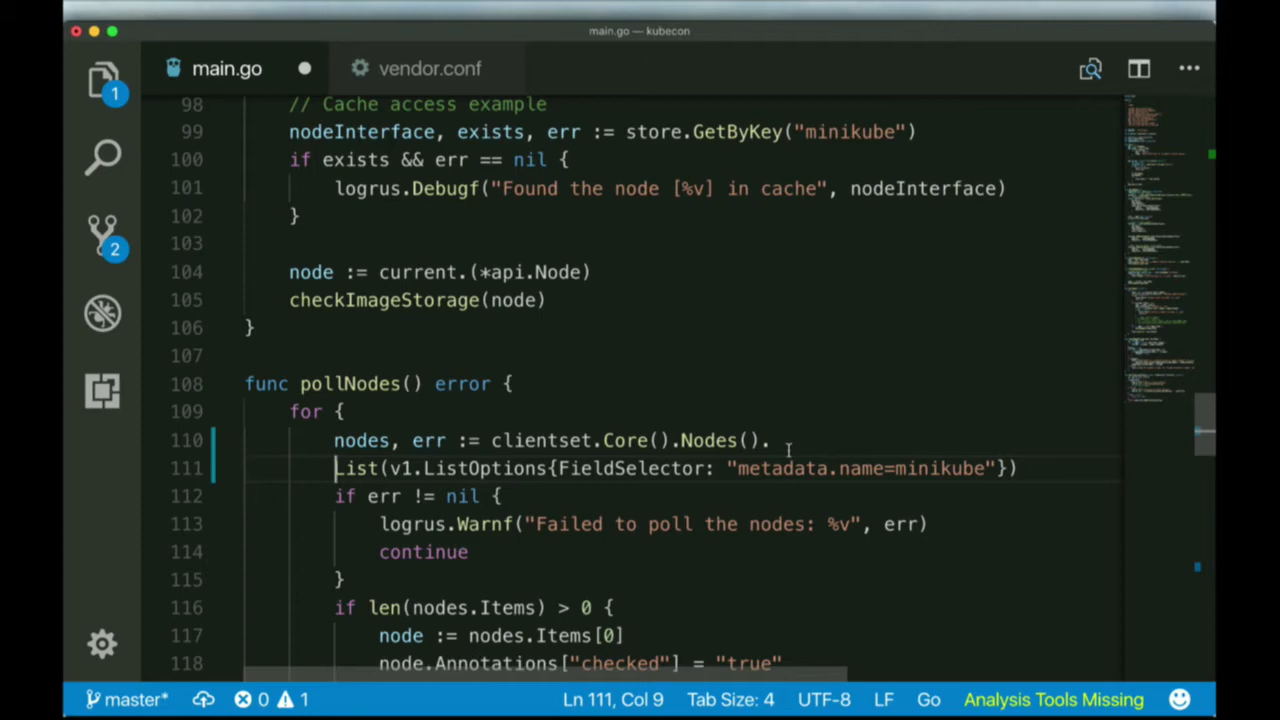 main.go — kubecon
main.go vendor.conf
1
2
98 // Cache access example
99 nodeInterface, exists, err := store.GetByKey("minikube")
100 if exists && err == nil {
101 logrus.Debugf("Found the node [%v] in cache", nodeInterface)
102 }
103
104 node := current.(*api.Node)
105 checkImageStorage(node)
106 }
107
108 func pollNodes() error {
109 for {
110 nodes, err := clientset.Core().Nodes().
111 List(v1.ListOptions{FieldSelector: "metadata.name=minikube"})
112 if err != nil {
113 logrus.Warnf("Failed to poll the nodes: %v", err)
114 continue
115 }
116 if len(nodes.Items) > 0 {
117 node := nodes.Items[0]
118 node.Annotations["checked"] = "true"
master* 0 1 Ln 111, Col 9 Tab Size: 4 UTF-8 LF Go Analysis Tools Missing